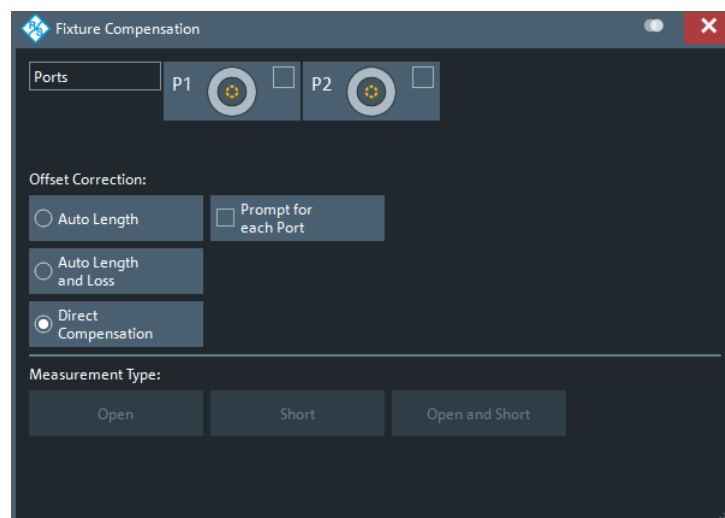 R&S Fixture Compensation
Ports
P1
P2
Offset Correction:
Auto Length
Prompt for
each Port
Auto Length
and Loss
Direct
Compensation
Measurement Type:
Open
Short
Open and Short